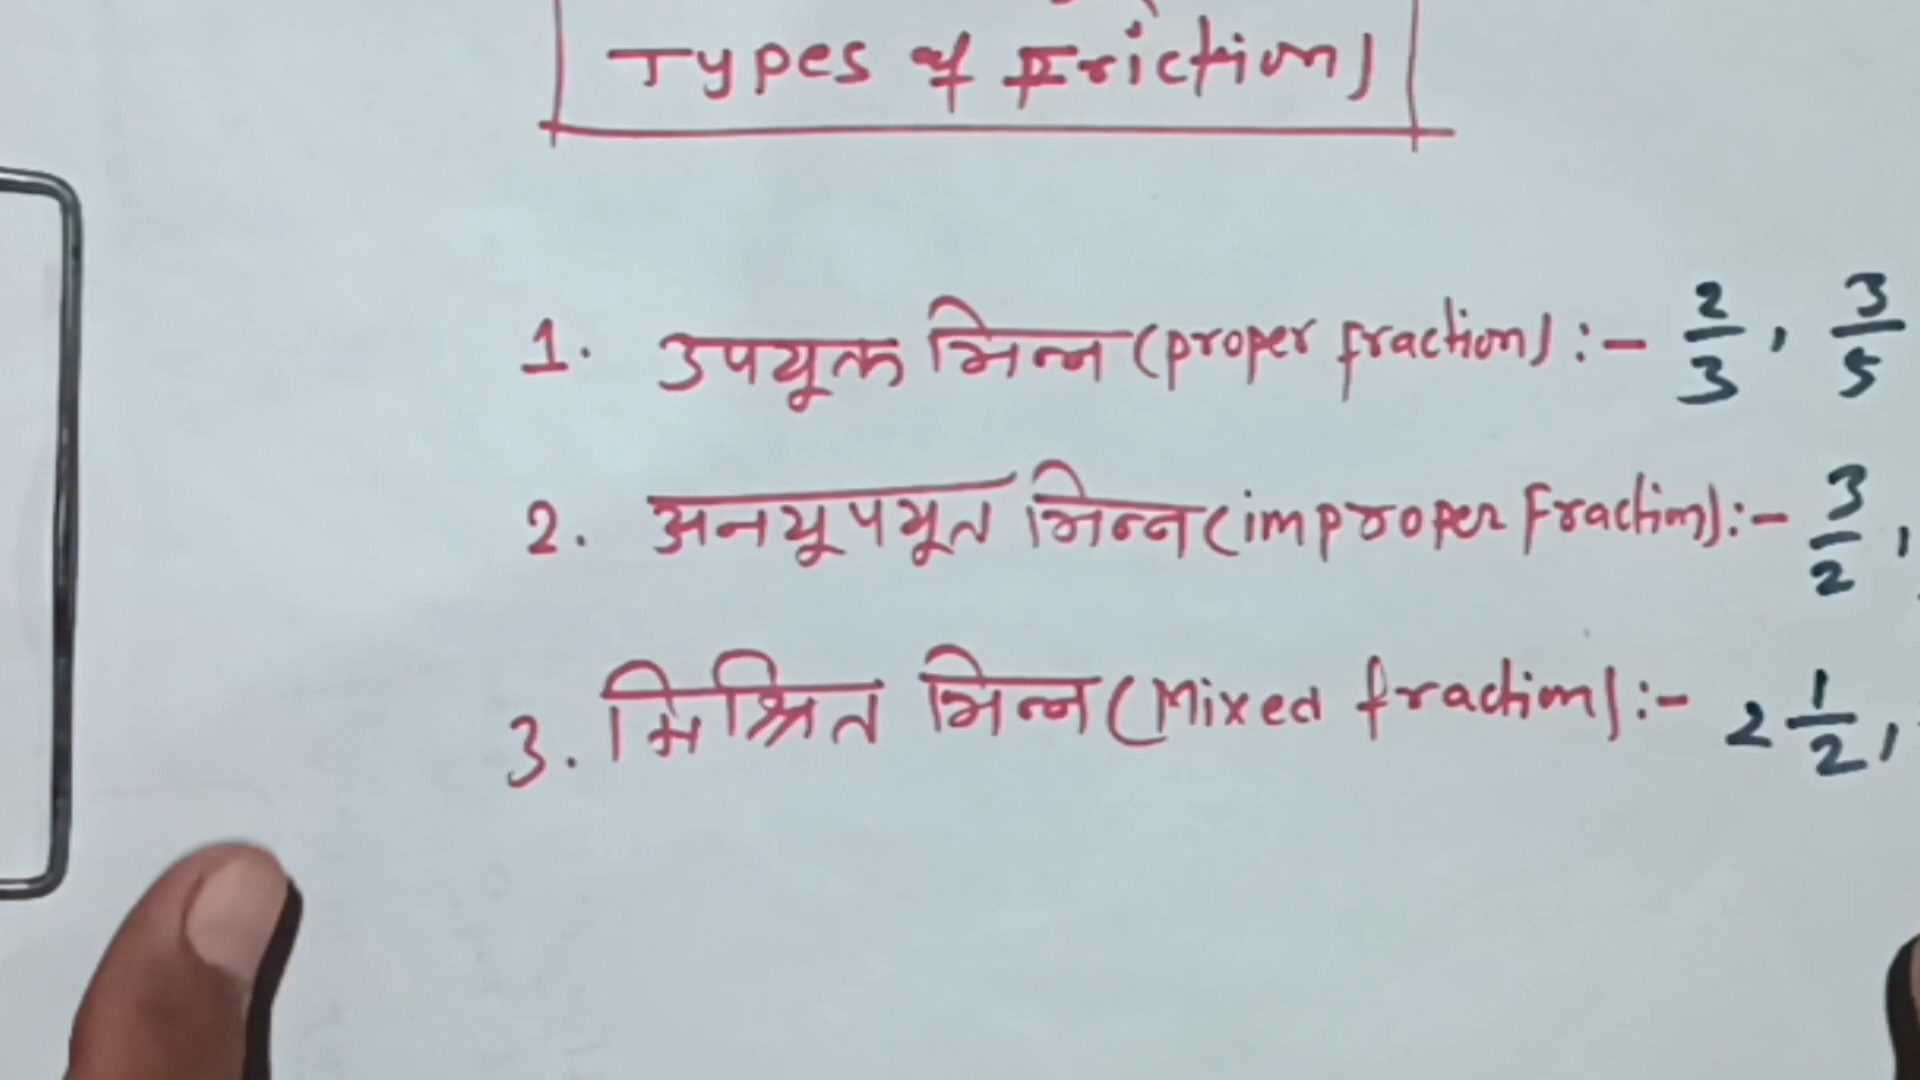 Types of Friction
1. उपयूक्त भिन्न (proper fraction) :- 2/3, 3/5
2. अनयूपयूत भिन्न (improper Fraction) :- 3/2,
3. मिश्रित भिन्न (Mixed fraction) :- 2 1/2,